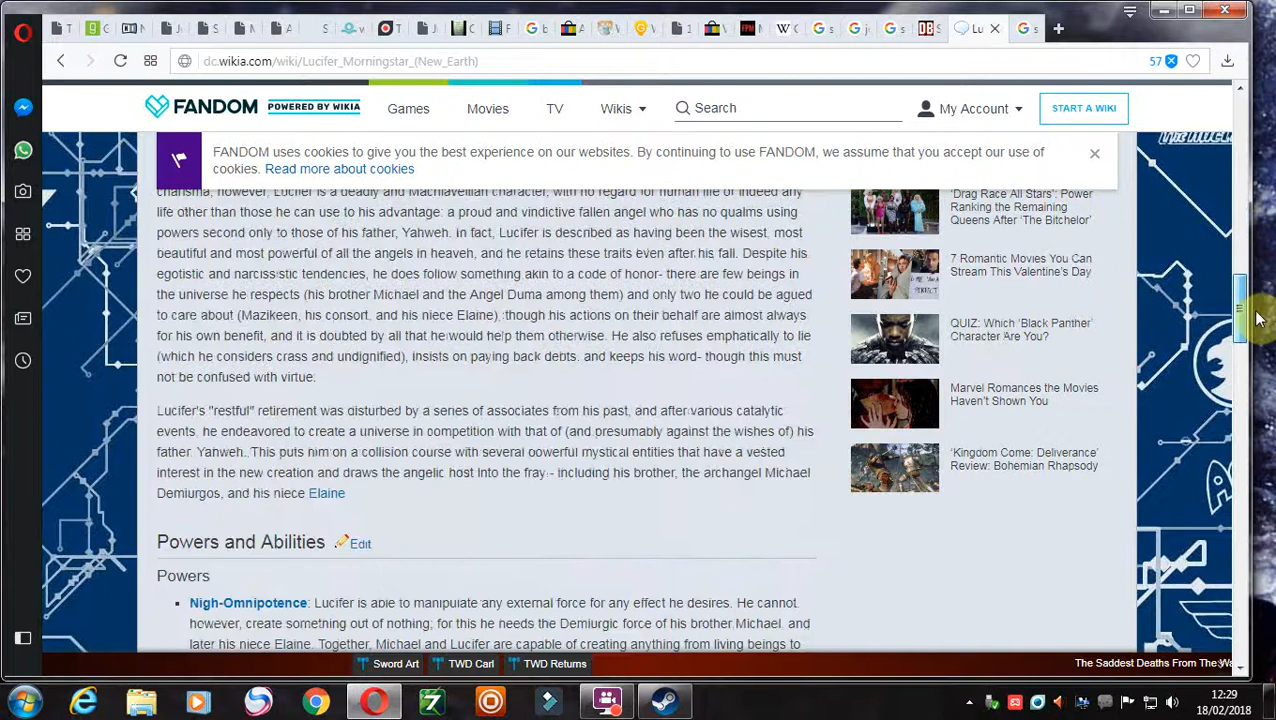 dc.wikia.com/wiki/Lucifer_Morningstar_(New_Earth)
57
FANDOM POWERED BY WIKIA
Games
Movies
TV
Wikis
Search
My Account
START A WIKI
FANDOM uses cookies to give you the best experience on our websites. By continuing to use FANDOM, we assume that you accept our use of
cookies. Read more about cookies
charisma, however, Lucifer is a deadly and Machiavellian character, with no regard for human life or indeed any
life other than those he can use to his advantage: a proud and vindictive fallen angel who has no qualms using
powers second only to those of his father, Yahweh. In fact, Lucifer is described as having been the wisest, most
beautiful and most powerful of all the angels in heaven, and he retains these traits even after his fall. Despite his
egotistic and narcissistic tendencies, he does follow something akin to a code of honor- there are few beings in
the universe he respects (his brother Michael and the Angel Duma among them) and only two he could be agued
to care about (Mazikeen, his consort, and his niece Elaine), though his actions on their behalf are almost always
for his own benefit, and it is doubted by all that he would help them otherwise. He also refuses emphatically to lie
(which he considers crass and undignified), insists on paying back debts, and keeps his word- though this must
not be confused with virtue.
Lucifer's "restful" retirement was disturbed by a series of associates from his past, and after various catalytic
events, he endeavored to create a universe in competition with that of (and presumably against the wishes of) his
father, Yahweh. This puts him on a collision course with several powerful mystical entities that have a vested
interest in the new creation and draws the angelic host into the fray- including his brother, the archangel Michael
Demiurgos, and his niece Elaine
Powers and Abilities Edit
Powers
Nigh-Omnipotence: Lucifer is able to manipulate any external force for any effect he desires. He cannot,
however, create something out of nothing, for this he needs the Demiurgic force of his brother Michael, and
later his niece Elaine. Together, Michael and Lucifer are capable of creating anything from living beings to
'Drag Race All Stars': Power
Ranking the Remaining
Queens After 'The Bitchelor'
7 Romantic Movies You Can
Stream This Valentine's Day
QUIZ: Which 'Black Panther'
Character Are You?
Marvel Romances the Movies
Haven't Shown You
'Kingdom Come: Deliverance'
Review: Bohemian Rhapsody
Sword Art
TWD Carl
TWD Returns
The Saddest Deaths From The Wa
12:29
18/02/2018